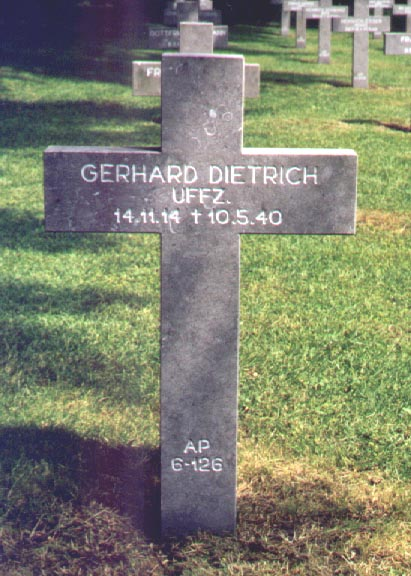 GERHARD DIETRICH
UFFZ.
14.11.14 † 10.5.40
AP
6-126